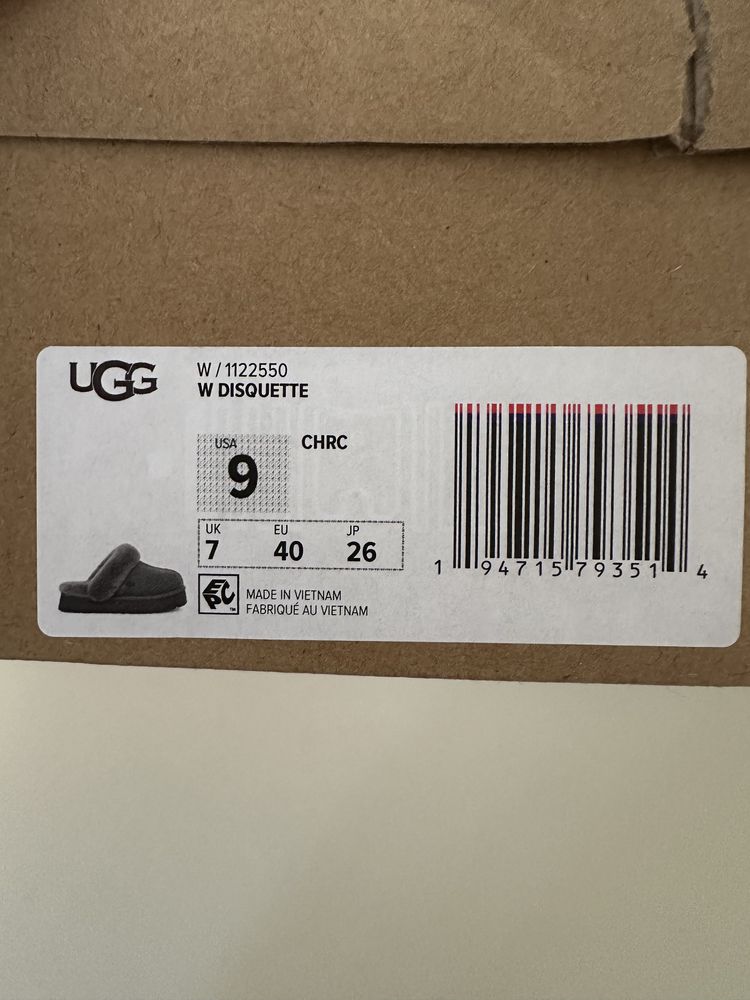 UGG
W / 1122550
W DISQUETTE
USA
9
CHRC
UK EU JP
7 40 26
EPC™
MADE IN VIETNAM
FABRIQUÉ AU VIETNAM
1 94715 79351 4